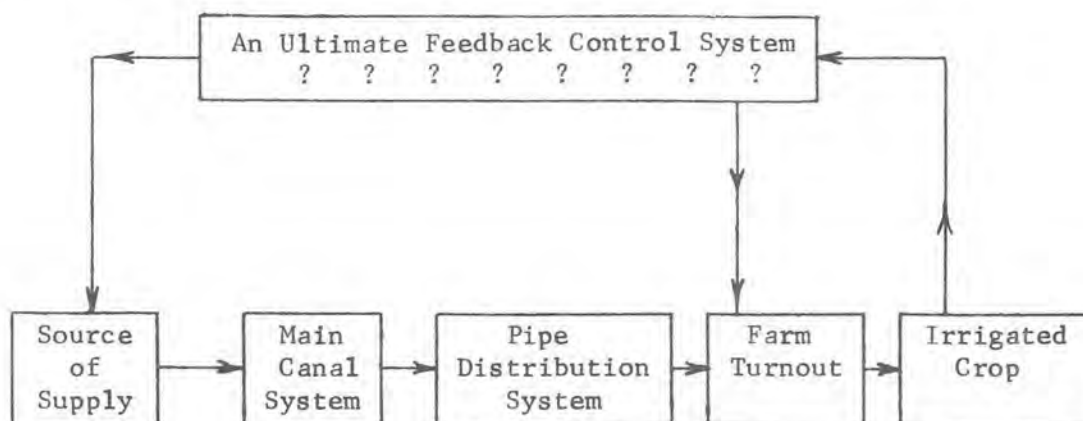 An Ultimate Feedback Control System
? ? ? ? ? ? ? ?
Source
of
Supply
Main
Canal
System
Pipe
Distribution
System
Farm
Turnout
Irrigated
Crop